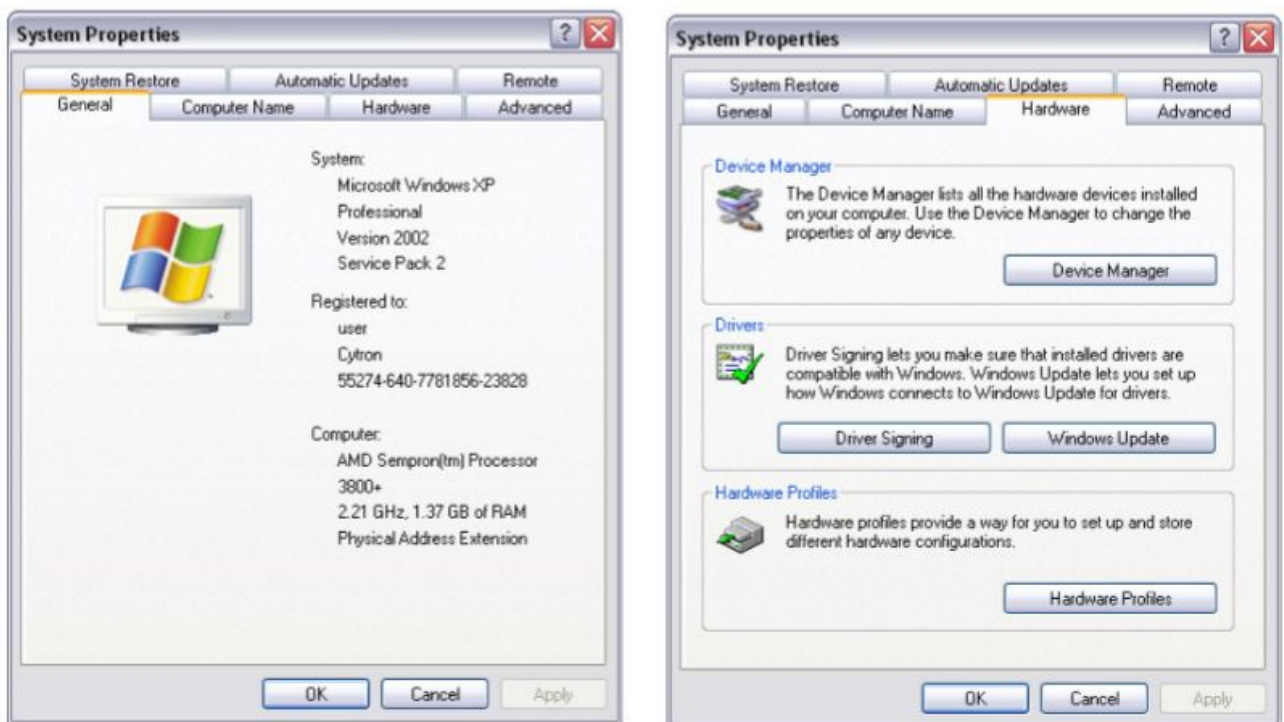 System Properties
System Restore Automatic Updates Remote
General Computer Name Hardware Advanced
System:
Microsoft Windows XP
Professional
Version 2002
Service Pack 2
Registered to:
user
Cytron
55274-640-7781856-23828
Computer:
AMD Sempron(tm) Processor
3800+
2.21 GHz, 1.37 GB of RAM
Physical Address Extension
OK Cancel Apply
System Properties
System Restore Automatic Updates Remote
General Computer Name Hardware Advanced
Device Manager
The Device Manager lists all the hardware devices installed
on your computer. Use the Device Manager to change the
properties of any device.
Device Manager
Drivers
Driver Signing lets you make sure that installed drivers are
compatible with Windows. Windows Update lets you set up
how Windows connects to Windows Update for drivers.
Driver Signing Windows Update
Hardware Profiles
Hardware profiles provide a way for you to set up and store
different hardware configurations.
Hardware Profiles
OK Cancel Apply